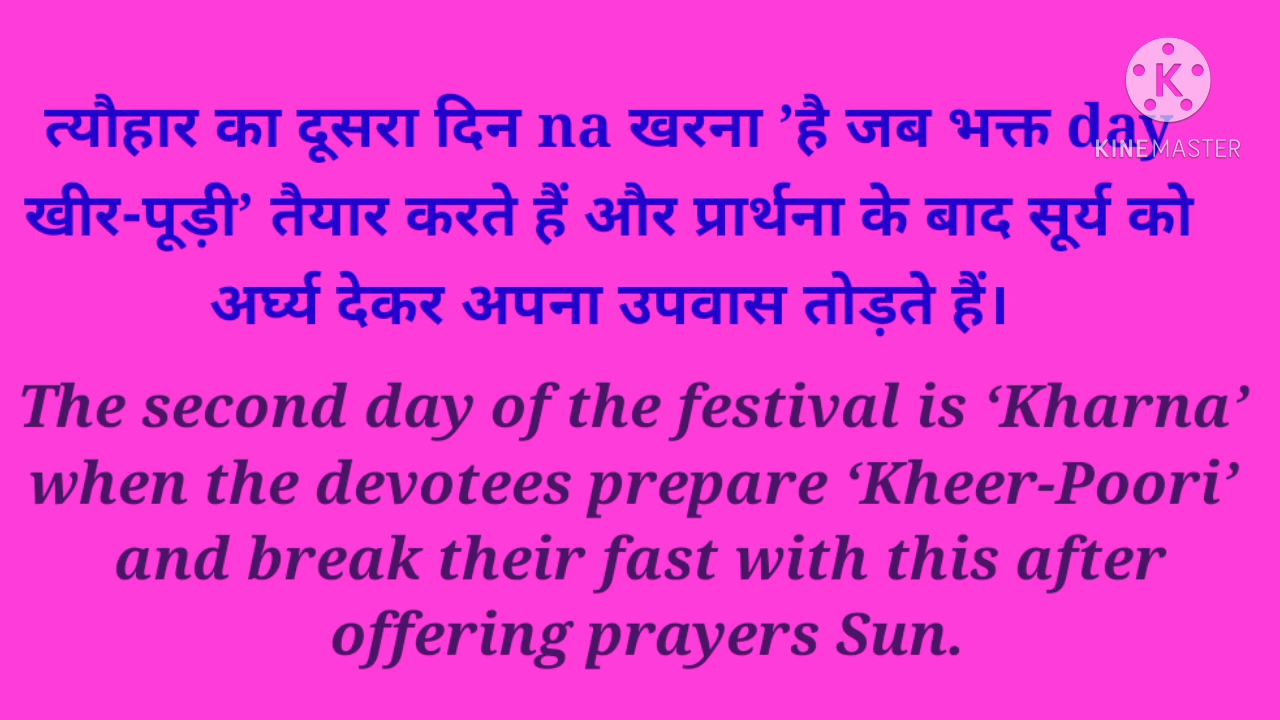 त्यौहार का दूसरा दिन na खरना ’है जब भक्त day
खीर-पूड़ी’ तैयार करते हैं और प्रार्थना के बाद सूर्य को
अर्घ्य देकर अपना उपवास तोड़ते हैं।
The second day of the festival is ‘Kharna’
when the devotees prepare ‘Kheer-Poori’
and break their fast with this after
offering prayers Sun.
K
KINEMASTER